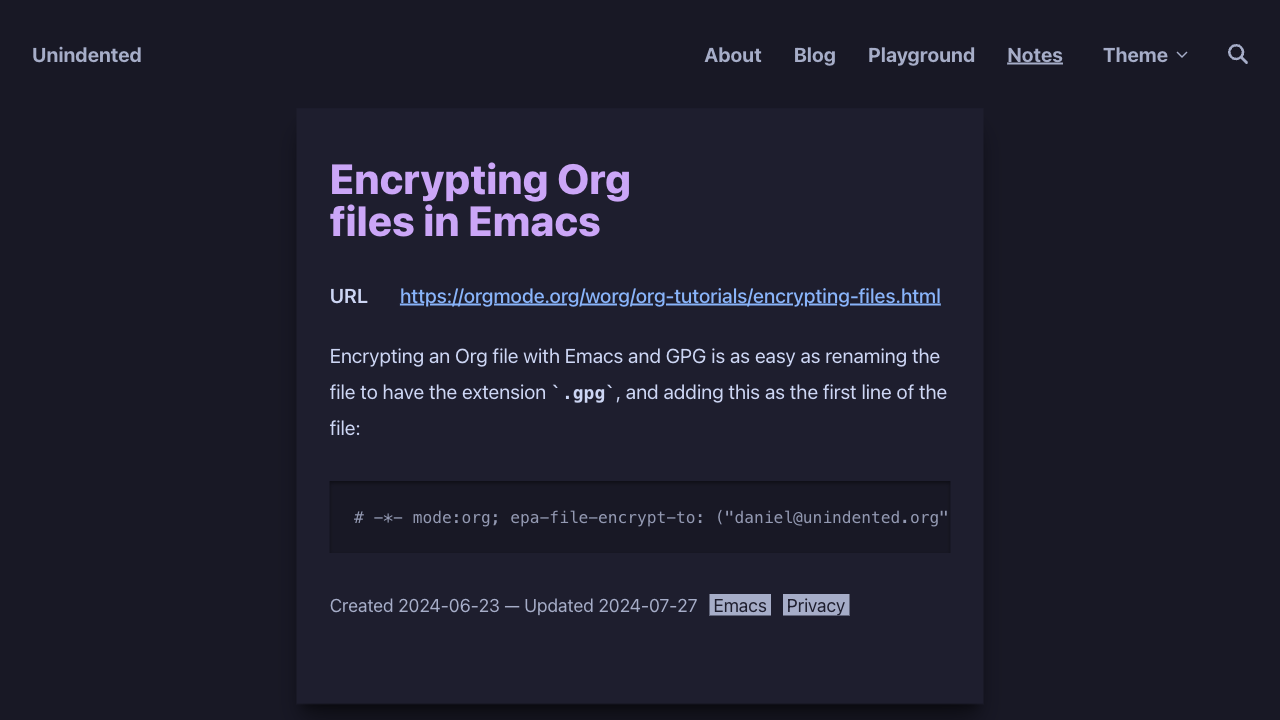 Unindented
About Blog Playground Notes Theme
Encrypting Org
files in Emacs
URL https://orgmode.org/worg/org-tutorials/encrypting-files.html
Encrypting an Org file with Emacs and GPG is as easy as renaming the
file to have the extension `.gpg`, and adding this as the first line of the
file:
# -*- mode:org; epa-file-encrypt-to: ("daniel@unindented.org"
Created 2024-06-23 — Updated 2024-07-27 Emacs Privacy